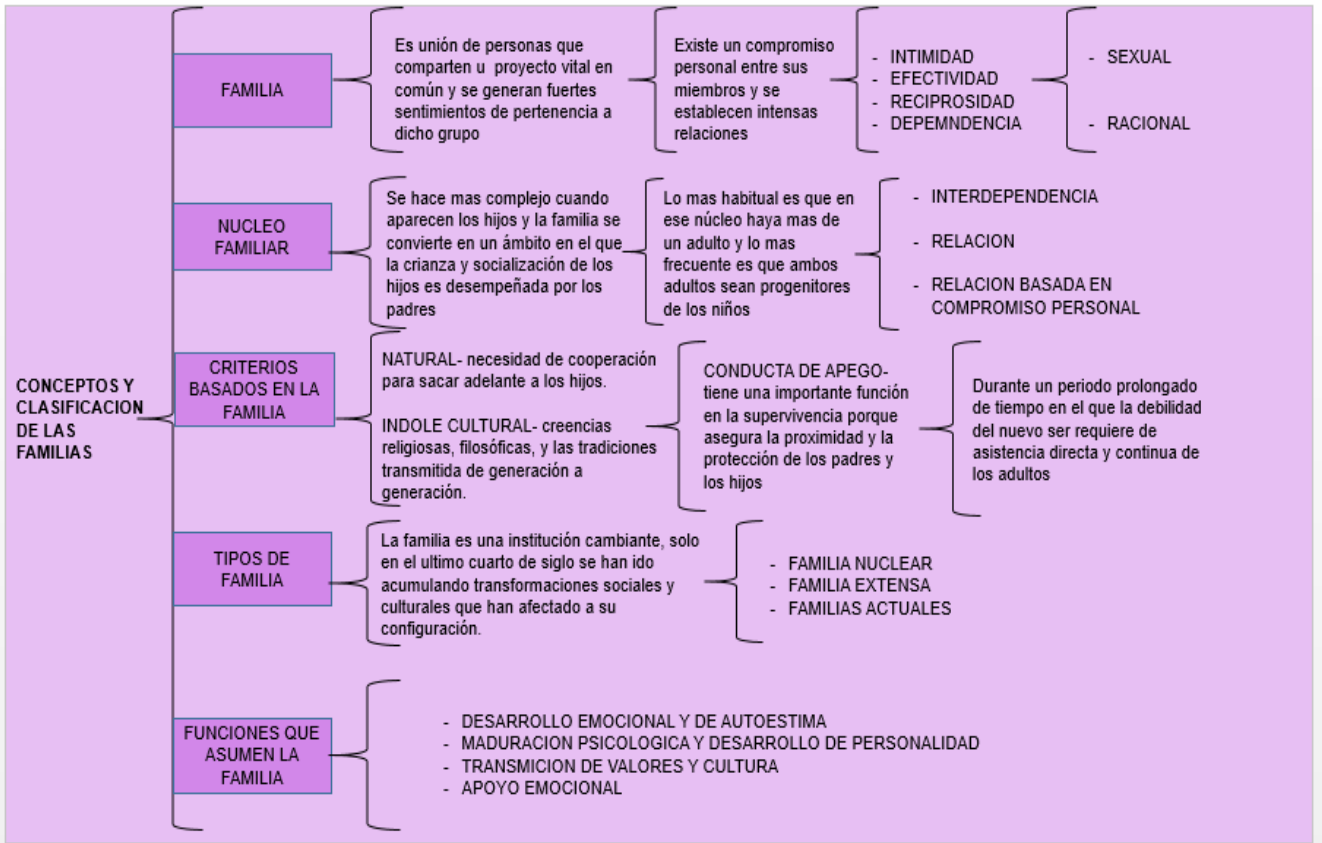 CONCEPTOS Y
CLASIFICACION
DE LAS
FAMILIAS
FAMILIA
Es unión de personas que
comparten u proyecto vital en
común y se generan fuertes
sentimientos de pertenencia a
dicho grupo
Existe un compromiso
personal entre sus
miembros y se
establecen intensas
relaciones
- INTIMIDAD
- EFECTIVIDAD
- RECIPROSIDAD
- DEPEMNDENCIA
- SEXUAL
- RACIONAL
NUCLEO
FAMILIAR
Se hace mas complejo cuando
aparecen los hijos y la familia se
convierte en un ámbito en el que
la crianza y socialización de los
hijos es desempeñada por los
padres
Lo mas habitual es que en
ese núcleo haya mas de
un adulto y lo mas
frecuente es que ambos
adultos sean progenitores
de los niños
- INTERDEPENDENCIA
- RELACION
- RELACION BASADA EN
COMPROMISO PERSONAL
CRITERIOS
BASADOS EN LA
FAMILIA
NATURAL- necesidad de cooperación
para sacar adelante a los hijos.
INDOLE CULTURAL- creencias
religiosas, filosóficas, y las tradiciones
transmitida de generación a
generación.
CONDUCTA DE APEGO-
tiene una importante función
en la supervivencia porque
asegura la proximidad y la
protección de los padres y
los hijos
Durante un periodo prolongado
de tiempo en el que la debilidad
del nuevo ser requiere de
asistencia directa y continua de
los adultos
TIPOS DE
FAMILIA
La familia es una institución cambiante, solo
en el ultimo cuarto de siglo se han ido
acumulando transformaciones sociales y
culturales que han afectado a su
configuración.
- FAMILIA NUCLEAR
- FAMILIA EXTENSA
- FAMILIAS ACTUALES
FUNCIONES QUE
ASUMEN LA
FAMILIA
- DESARROLLO EMOCIONAL Y DE AUTOESTIMA
- MADURACION PSICOLOGICA Y DESARROLLO DE PERSONALIDAD
- TRANSMICION DE VALORES Y CULTURA
- APOYO EMOCIONAL